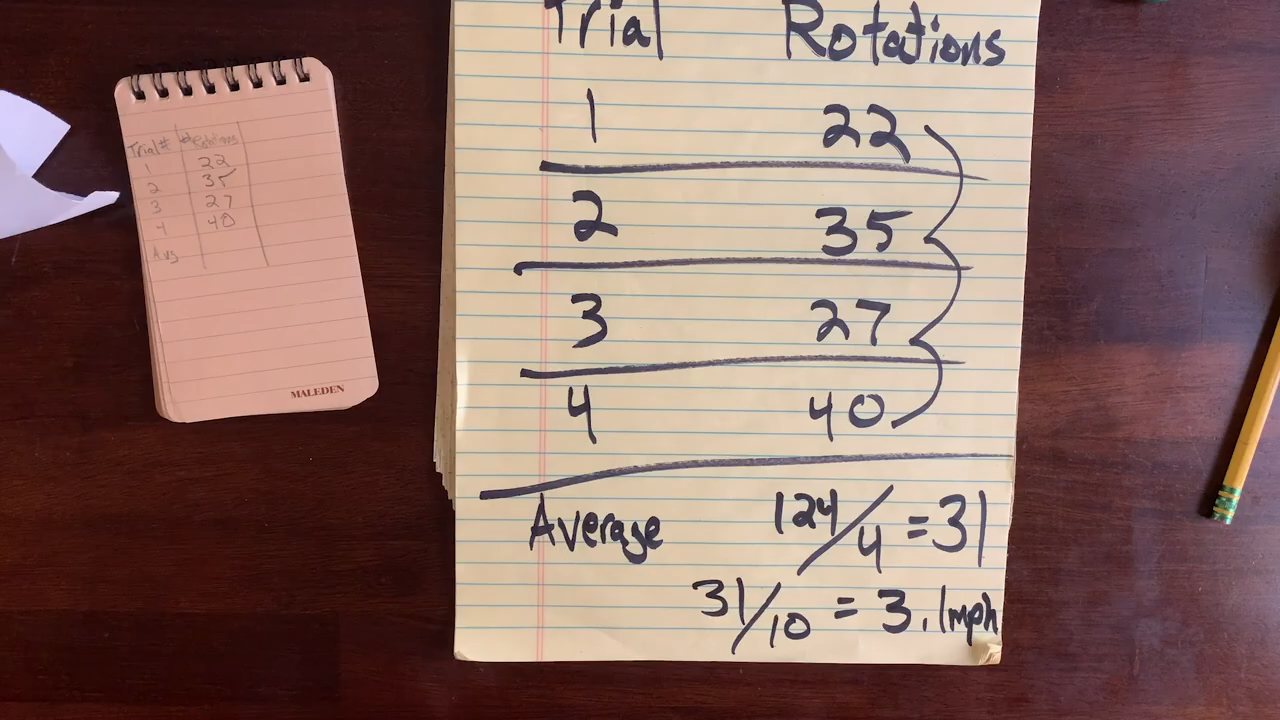 Trial Rotations
1 22
2 35
3 27
4 40
Average 124/4 = 31
31/10 = 3.1mph
Trial# # Rotations
1 22
2 35
3 27
4 40
Avg
MALEDEN